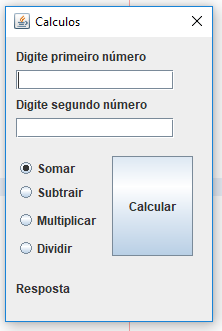 Calculos
Digite primeiro número
Digite segundo número
Somar
Subtrair
Multiplicar
Dividir
Calcular
Resposta